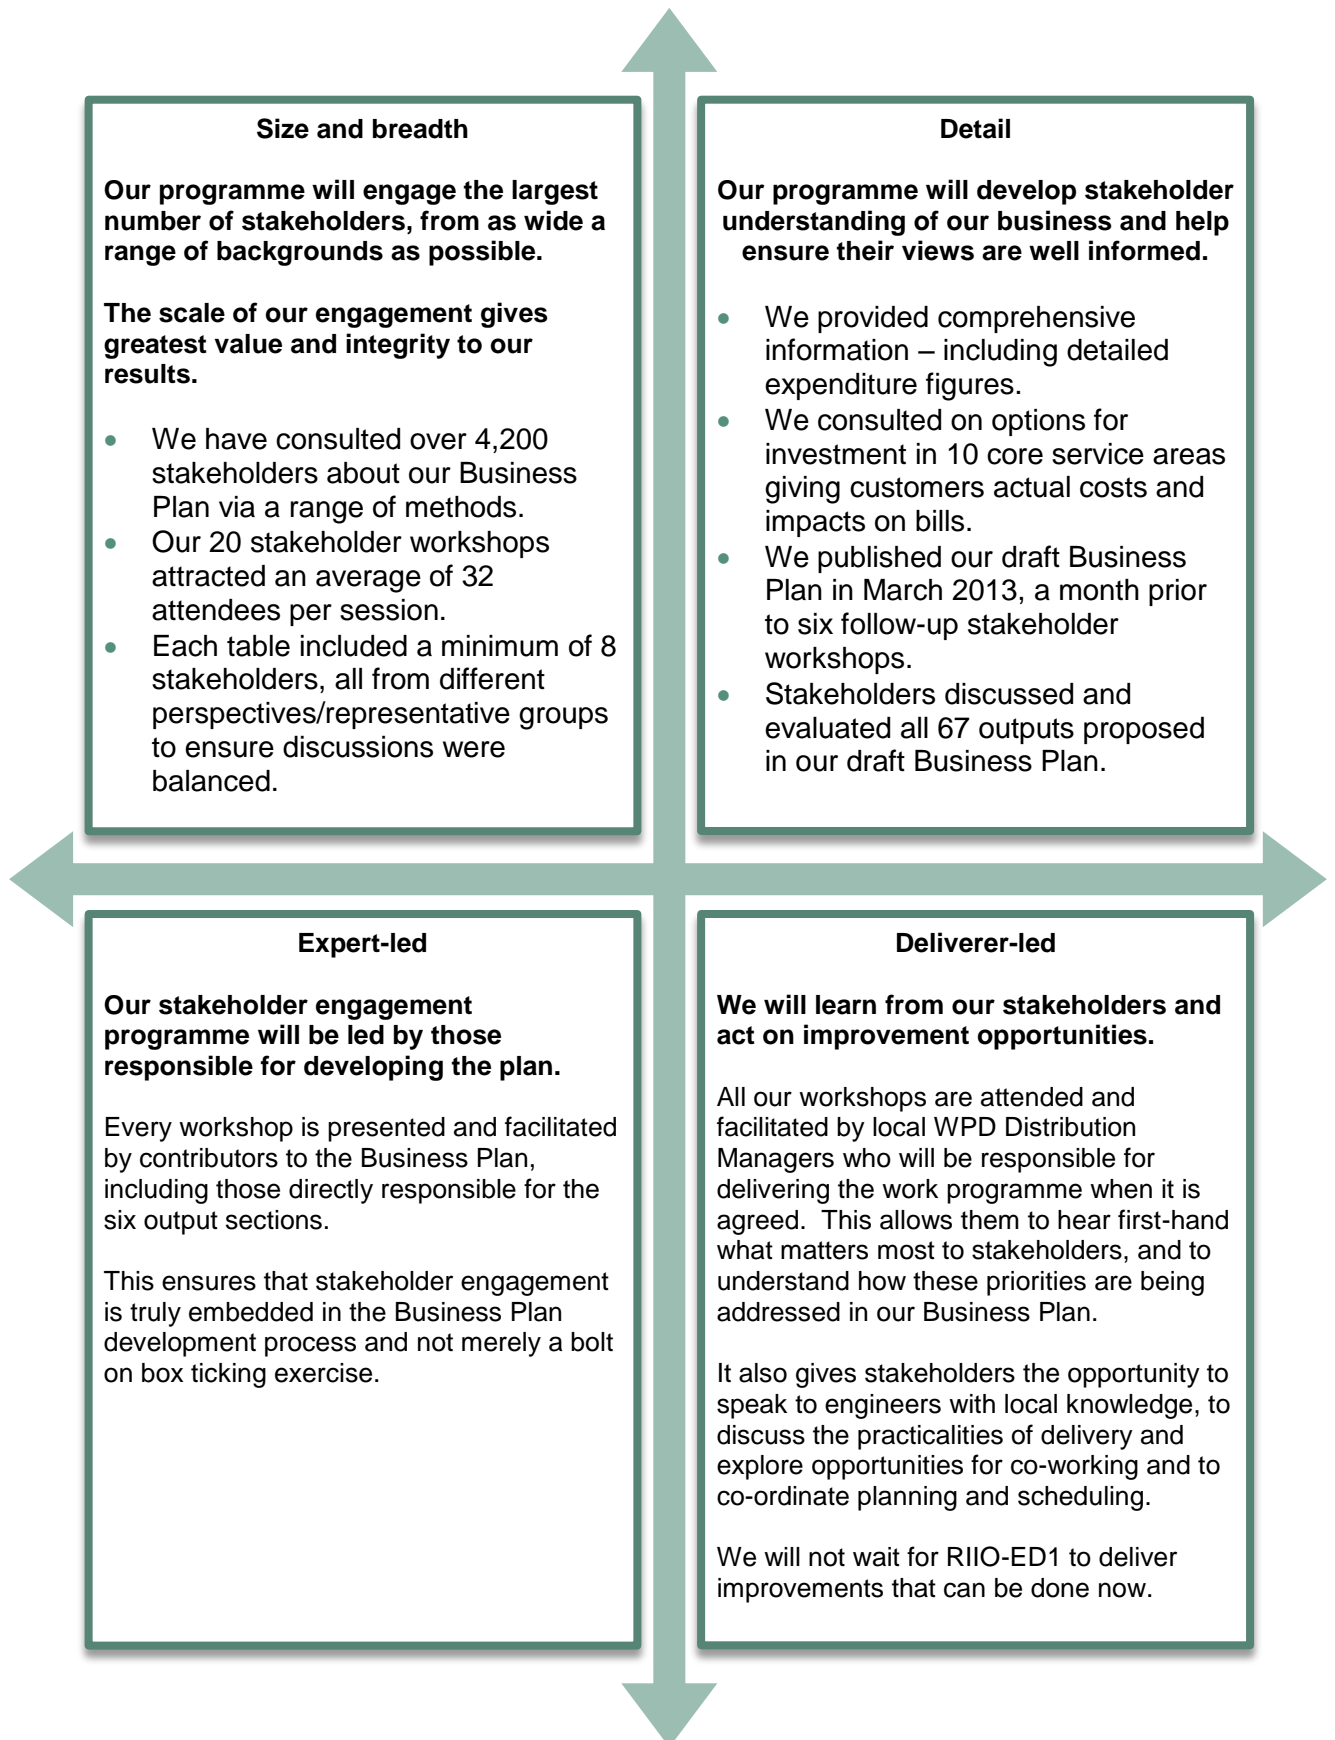 Size and breadth
Our programme will engage the largest
number of stakeholders, from as wide a
range of backgrounds as possible.
The scale of our engagement gives
greatest value and integrity to our
results.
• We have consulted over 4,200
stakeholders about our Business
Plan via a range of methods.
• Our 20 stakeholder workshops
attracted an average of 32
attendees per session.
• Each table included a minimum of 8
stakeholders, all from different
perspectives/representative groups
to ensure discussions were
balanced.
Detail
Our programme will develop stakeholder
understanding of our business and help
ensure their views are well informed.
• We provided comprehensive
information – including detailed
expenditure figures.
• We consulted on options for
investment in 10 core service areas
giving customers actual costs and
impacts on bills.
• We published our draft Business
Plan in March 2013, a month prior
to six follow-up stakeholder
workshops.
• Stakeholders discussed and
evaluated all 67 outputs proposed
in our draft Business Plan.
Expert-led
Our stakeholder engagement
programme will be led by those
responsible for developing the plan.
Every workshop is presented and facilitated
by contributors to the Business Plan,
including those directly responsible for the
six output sections.
This ensures that stakeholder engagement
is truly embedded in the Business Plan
development process and not merely a bolt
on box ticking exercise.
Deliverer-led
We will learn from our stakeholders and
act on improvement opportunities.
All our workshops are attended and
facilitated by local WPD Distribution
Managers who will be responsible for
delivering the work programme when it is
agreed.  This allows them to hear first-hand
what matters most to stakeholders, and to
understand how these priorities are being
addressed in our Business Plan.
It also gives stakeholders the opportunity to
speak to engineers with local knowledge, to
discuss the practicalities of delivery and
explore opportunities for co-working and to
co-ordinate planning and scheduling.
We will not wait for RIIO-ED1 to deliver
improvements that can be done now.